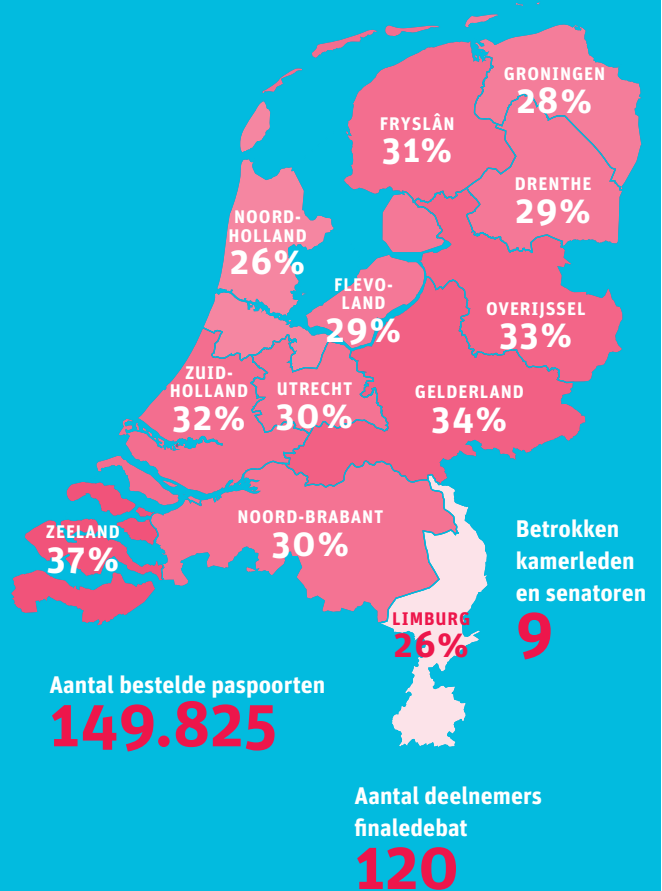 GRONINGEN
28%
FRYSLÂN
31%
DRENTHE
29%
NOORD-
HOLLAND
26%
FLEVO-
LAND
29%
OVERIJSSEL
33%
ZUID-
HOLLAND
32%
UTRECHT
30%
GELDERLAND
34%
ZEELAND
37%
NOORD-BRABANT
30%
LIMBURG
26%
Betrokken
kamerleden
en senatoren
9
Aantal bestelde paspoorten
149.825
Aantal deelnemers
finaledebat
120